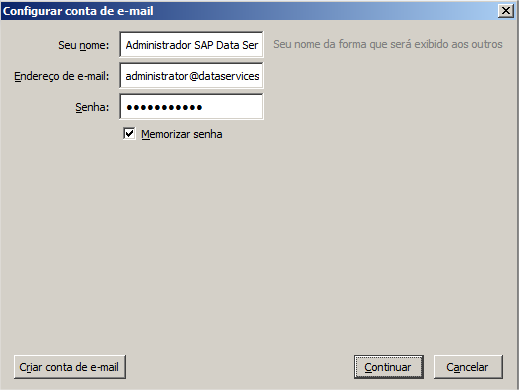 Configurar conta de e-mail
Seu nome: Administrador SAP Data Ser Seu nome da forma que será exibido aos outros
Endereço de e-mail: administrator@dataservices
Senha: ●●●●●●●●●●●
Memorizar senha
Criar conta de e-mail Continuar Cancelar